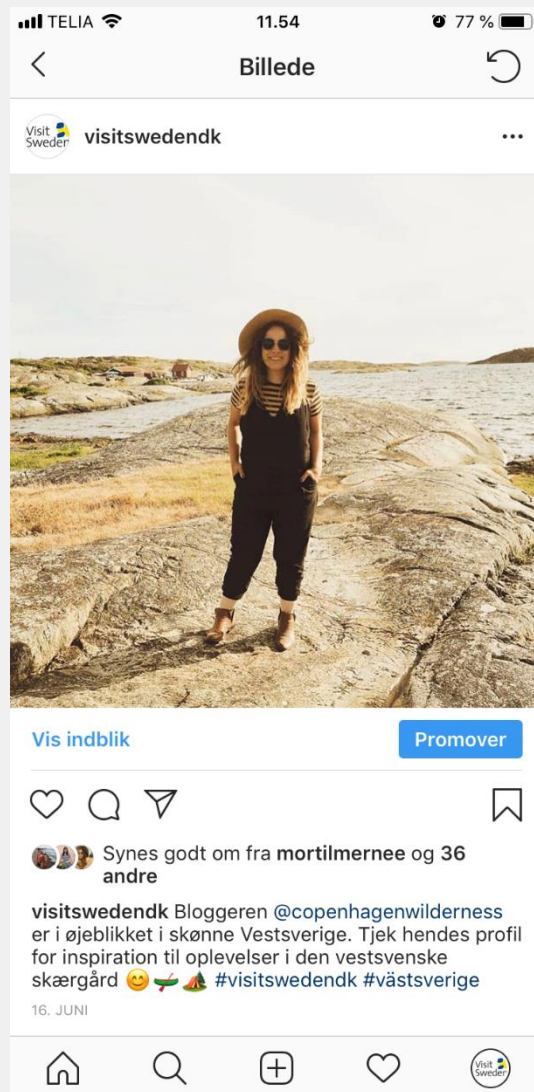 TELIA 11.54 77 %
Billede
Visit
Sweden
visitswedendk
Vis indblik Promover
Synes godt om fra mortilmernee og 36
andre
visitswedendk Bloggeren @copenhagenwilderness
er i øjeblikket i skønne Vestsverige. Tjek hendes profil
for inspiration til oplevelser i den vestsvenske
skærgård 😊🛶🏕️ #visitswedendk #västsverige
16. JUNI
Visit
Sweden